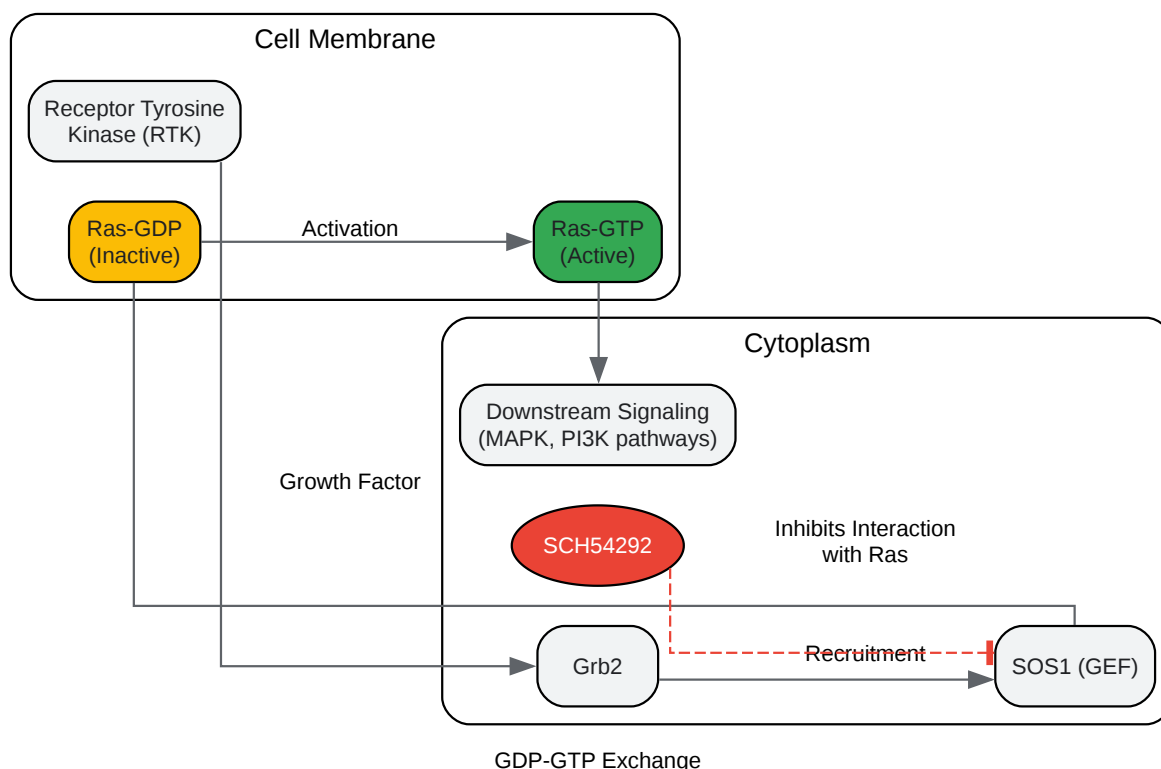 Cell Membrane
Receptor Tyrosine
Kinase (RTK)
Ras-GDP
(Inactive)
Activation
Ras-GTP
(Active)
Cytoplasm
Downstream Signaling
(MAPK, PI3K pathways)
Growth Factor
SCH54292
Inhibits Interaction
with Ras
Grb2
Recruitment
SOS1 (GEF)
GDP-GTP Exchange